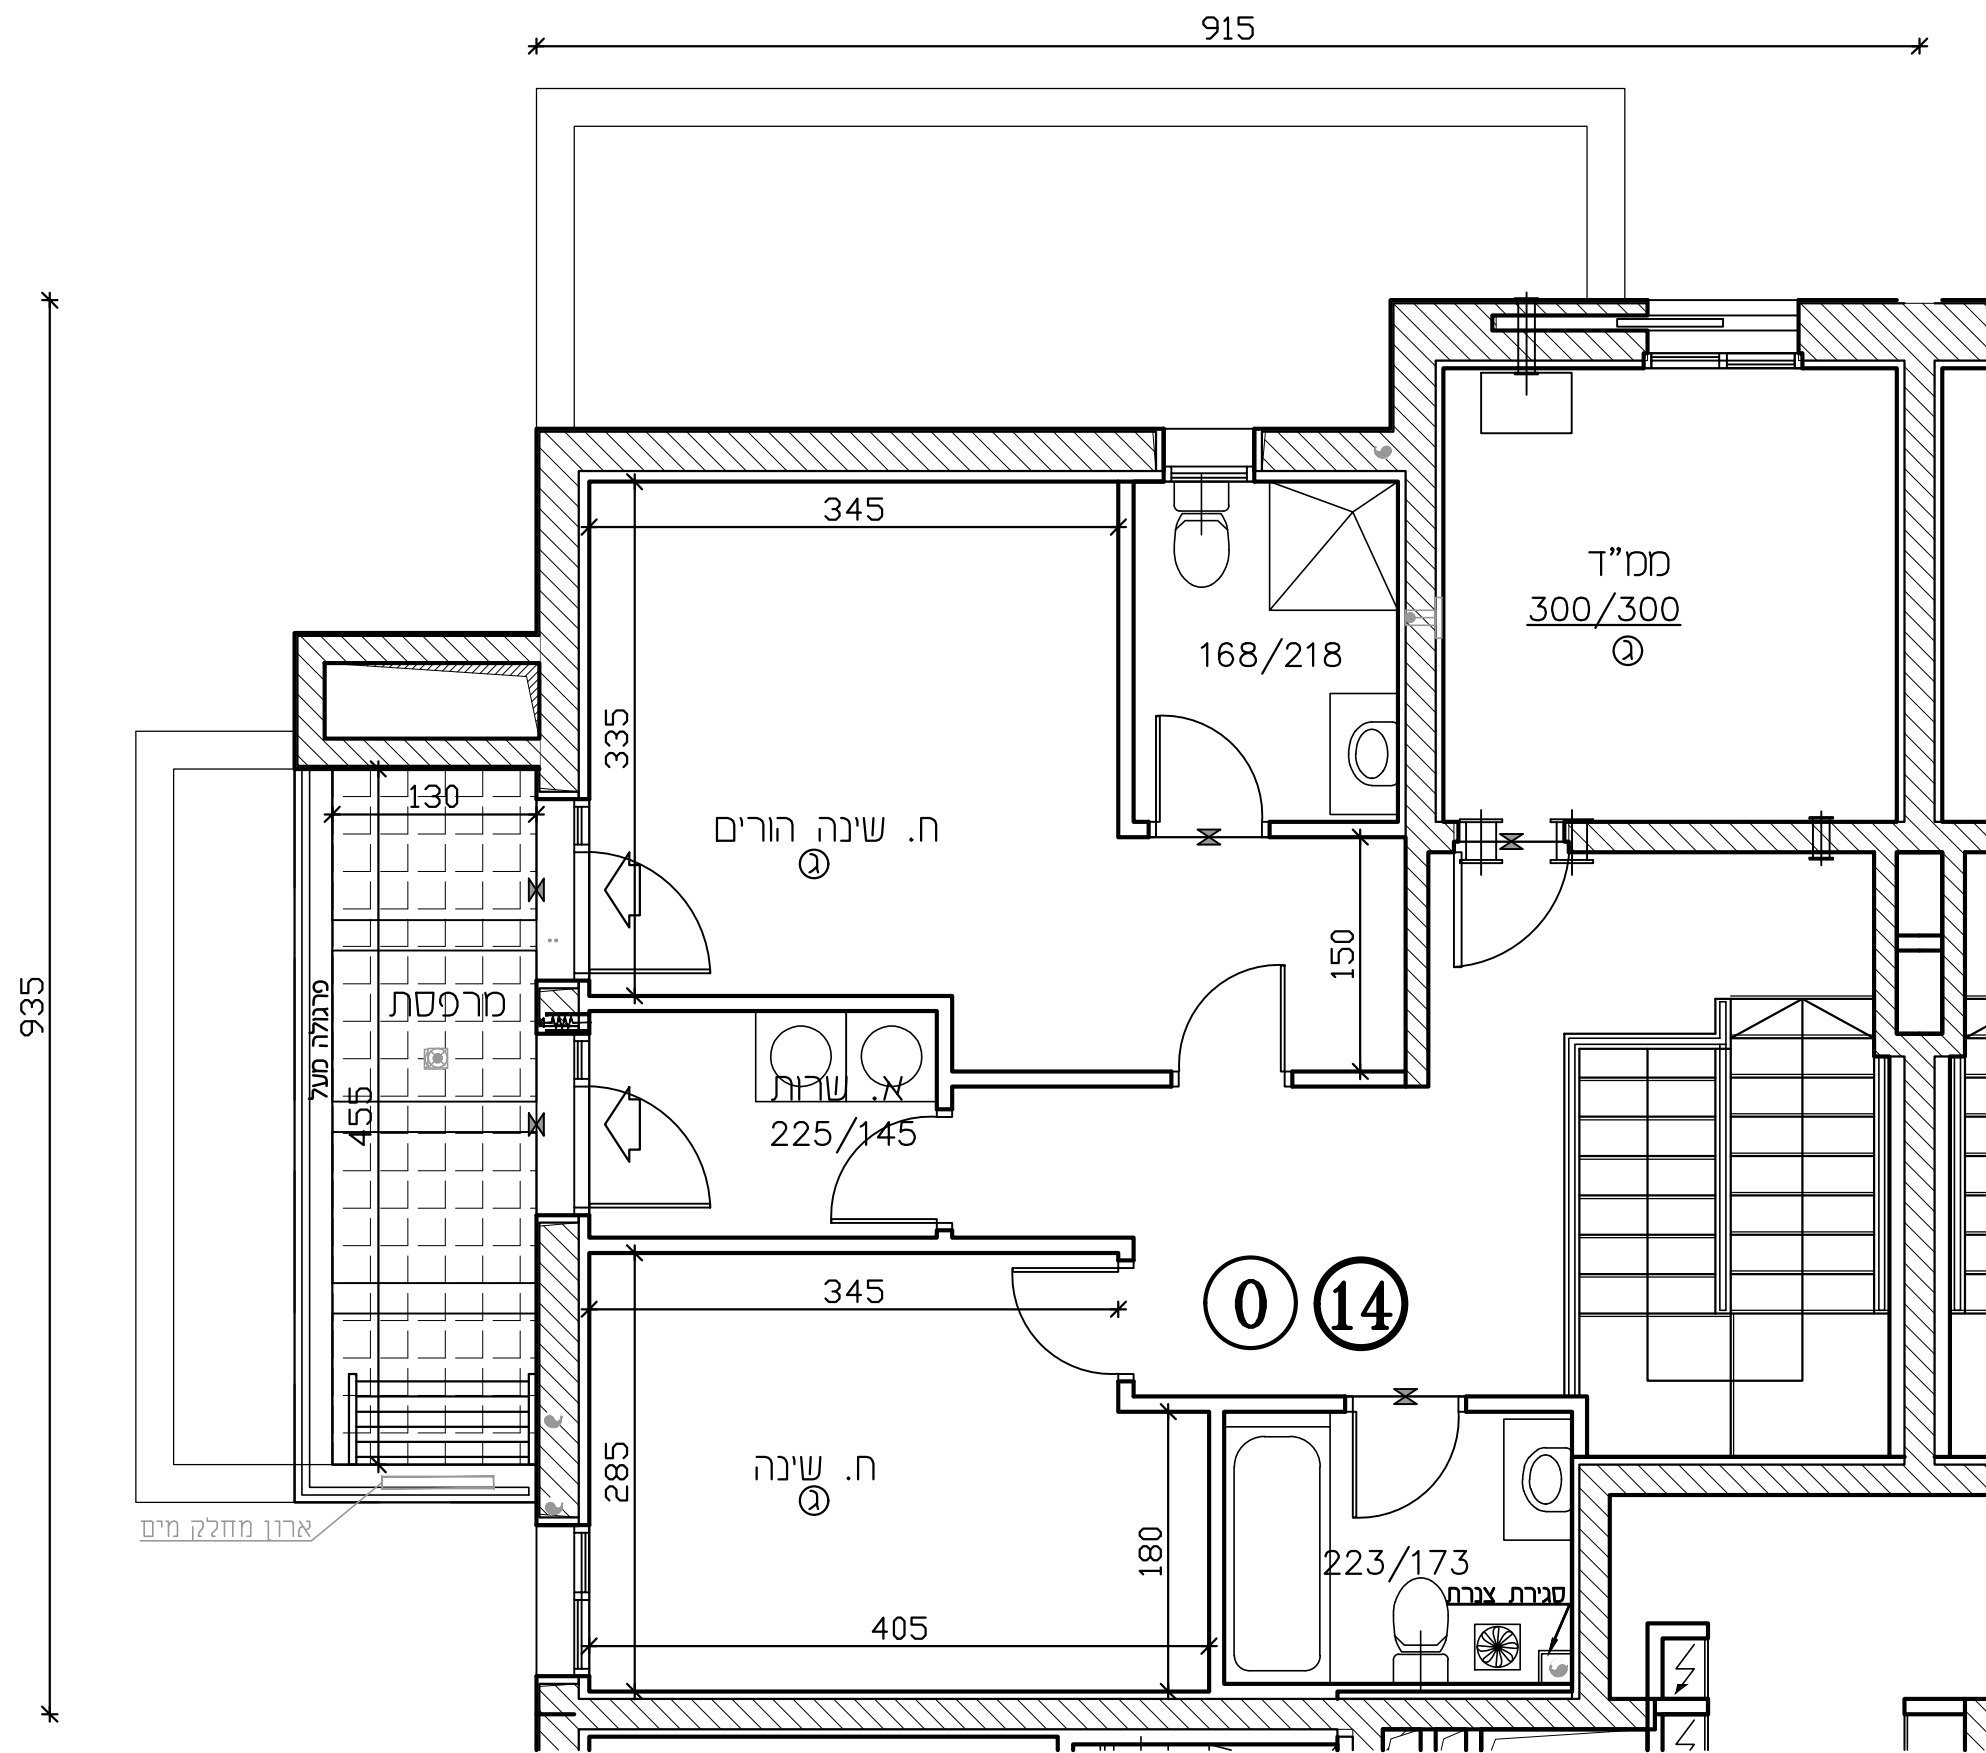 915
345
ממ"ד
300/300
ג
168/218
335
130
ח. שינה הורים
ג
150
935
מרפסת
פרגולה מעל
455
א. שרות
225/145
345
0
14
ח. שינה
ג
285
180
223/173
סגירת צנרת
ארון מחלק מים
405